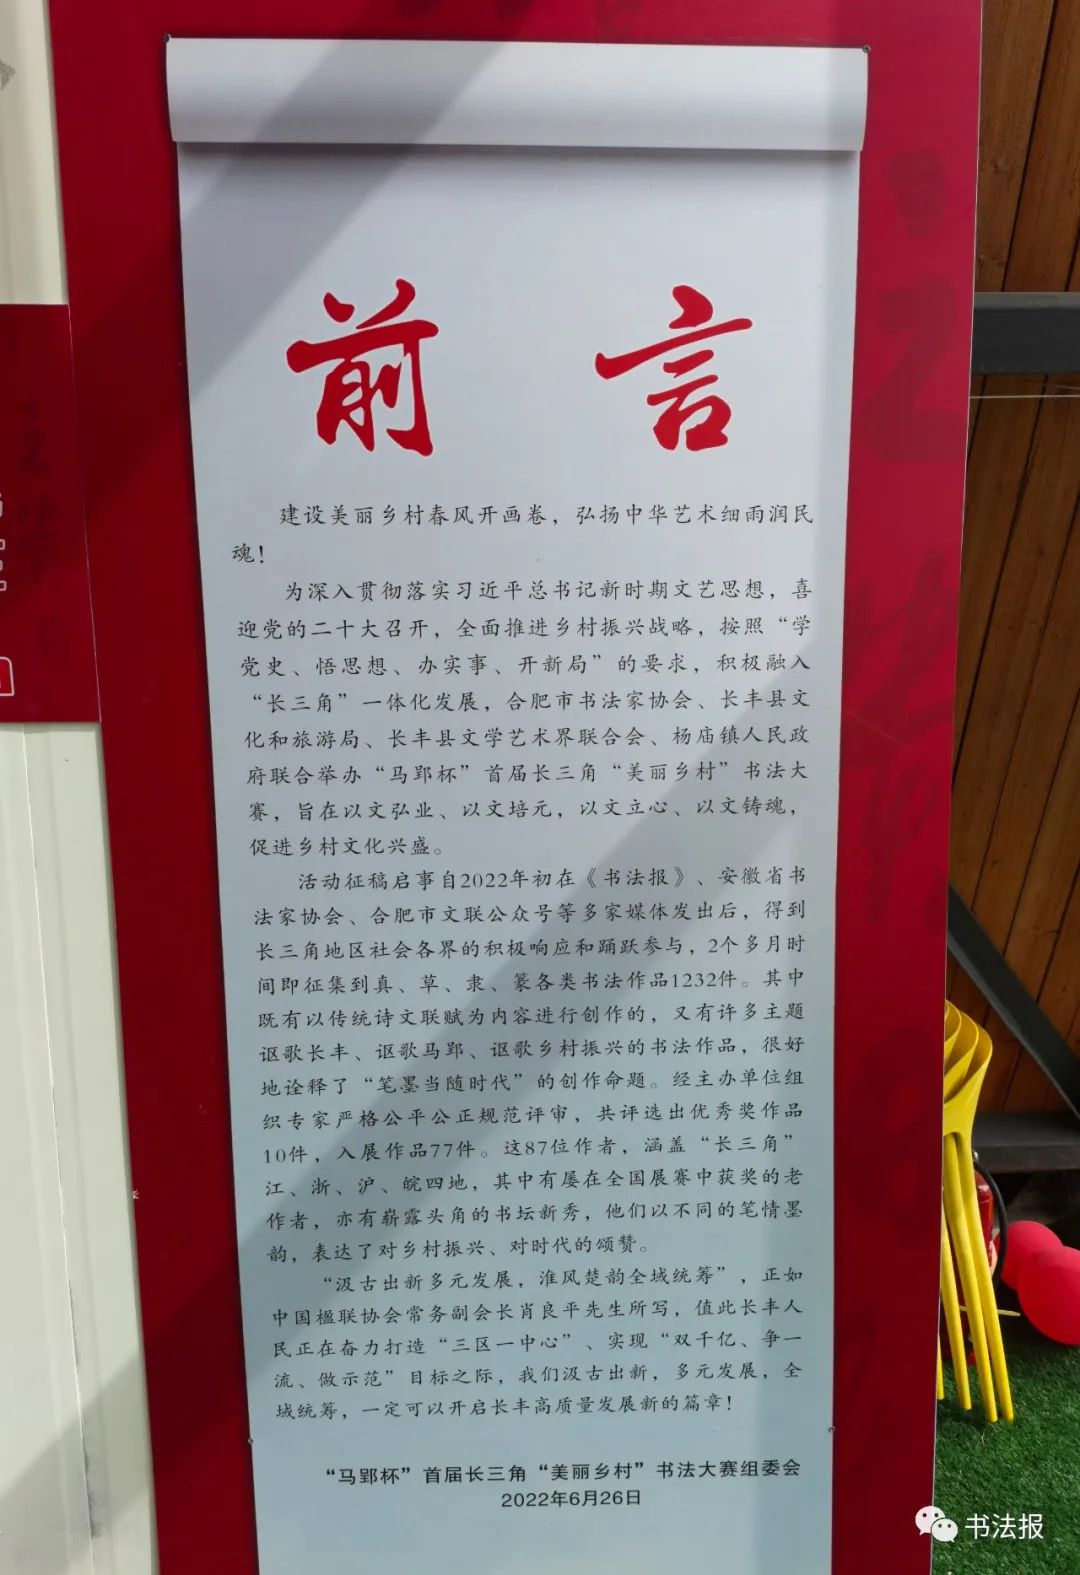 前言
建设美丽乡村春风开画卷，弘扬中华艺术细雨润民
魂！
为深入贯彻落实习近平总书记新时期文艺思想，喜
迎党的二十大召开，全面推进乡村振兴战略，按照“学
党史、悟思想、办实事、开新局”的要求，积极融入
“长三角”一体化发展，合肥市书法家协会、长丰县文
化和旅游局、长丰县文学艺术界联合会、杨庙镇人民政
府联合举办“马郢杯”首届长三角“美丽乡村”书法大
赛，旨在以文弘业、以文培元，以文立心、以文铸魂，
促进乡村文化兴盛。
活动征稿启事自2022年初在《书法报》、安徽省书
法家协会、合肥市文联公众号等多家媒体发出后，得到
长三角地区社会各界的积极响应和踊跃参与，2个多月时
间即征集到真、草、隶、篆各类书法作品1232件。其中
既有以传统诗文联赋为内容进行创作的，又有许多主题
讴歌长丰、讴歌马郢、讴歌乡村振兴的书法作品，很好
地诠释了“笔墨当随时代”的创作命题。经主办单位组
织专家严格公平公正规范评审，共评选出优秀奖作品
10件，入展作品77件。这87位作者，涵盖“长三角”
江、浙、沪、皖四地，其中有屡在全国展赛中获奖的老
作者，亦有崭露头角的书坛新秀，他们以不同的笔情墨
韵，表达了对乡村振兴、对时代的颂赞。
“汲古出新多元发展，淮风楚韵全域统筹”，正如
中国楹联协会常务副会长肖良平先生所写，值此长丰人
民正在奋力打造“三区一中心”、实现“双千亿、争一
流、做示范”目标之际，我们汲古出新，多元发展，全
域统筹，一定可以开启长丰高质量发展新的篇章！
“马郢杯”首届长三角“美丽乡村”书法大赛组委会
2022年6月26日
书法报